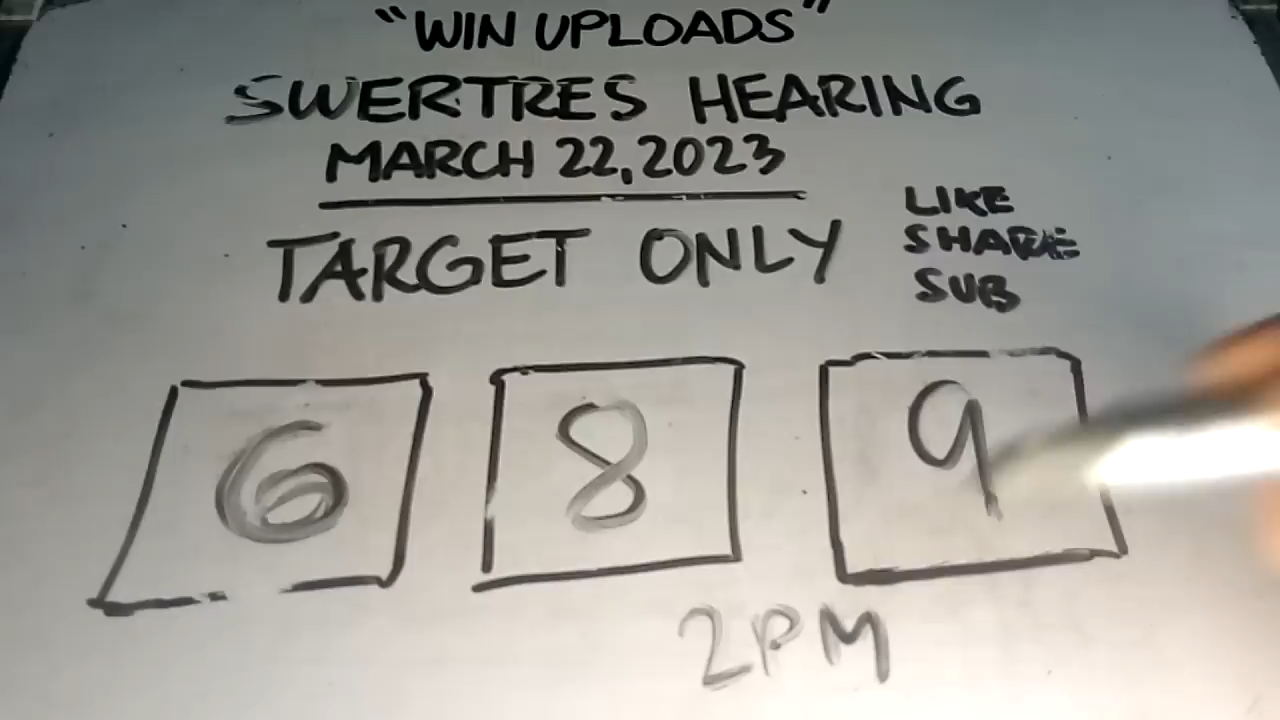 "WIN UPLOADS"
SWERTRES HEARING
MARCH 22, 2023
TARGET ONLY
LIKE
SHARE
SUB
6 8 9
2PM